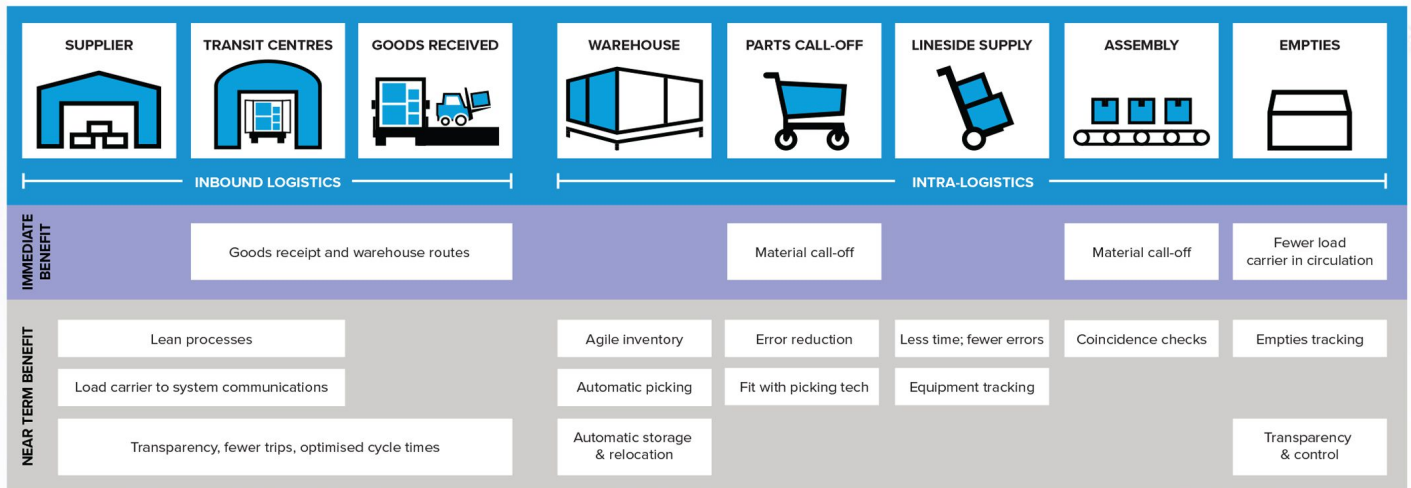 SUPPLIER
TRANSIT CENTRES
GOODS RECEIVED
WAREHOUSE
PARTS CALL-OFF
LINESIDE SUPPLY
ASSEMBLY
EMPTIES
INBOUND LOGISTICS
INTRA-LOGISTICS
IMMEDIATE
BENEFIT
Goods receipt and warehouse routes
Material call-off
Material call-off
Fewer load
carrier in circulation
NEAR TERM BENEFIT
Lean processes
Agile inventory
Error reduction
Less time; fewer errors
Coincidence checks
Empties tracking
Load carrier to system communications
Automatic picking
Fit with picking tech
Equipment tracking
Transparency, fewer trips, optimised cycle times
Automatic storage
& relocation
Transparency
& control